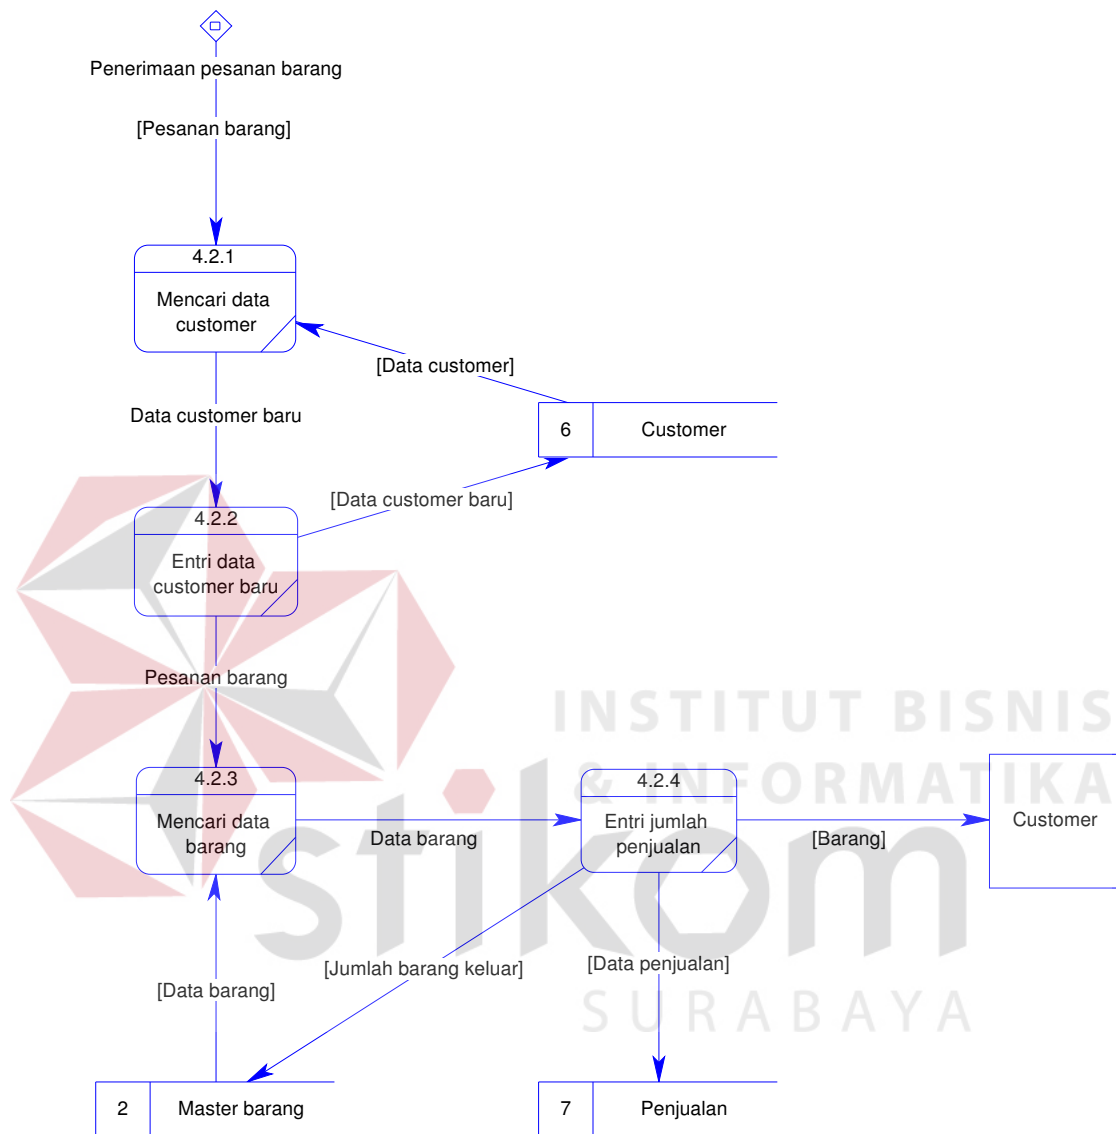 Penerimaan pesanan barang
[Pesanan barang]
4.2.1
Mencari data
customer
[Data customer]
Data customer baru
6
Customer
[Data customer baru]
4.2.2
Entri data
customer baru
Pesanan barang
INSTITUT BISNIS
& INFORMATIKA
stikom
SURABAYA
4.2.3
Mencari data
barang
Data barang
4.2.4
Entri jumlah
penjualan
[Barang]
Customer
[Jumlah barang keluar]
[Data penjualan]
[Data barang]
2
Master barang
7
Penjualan